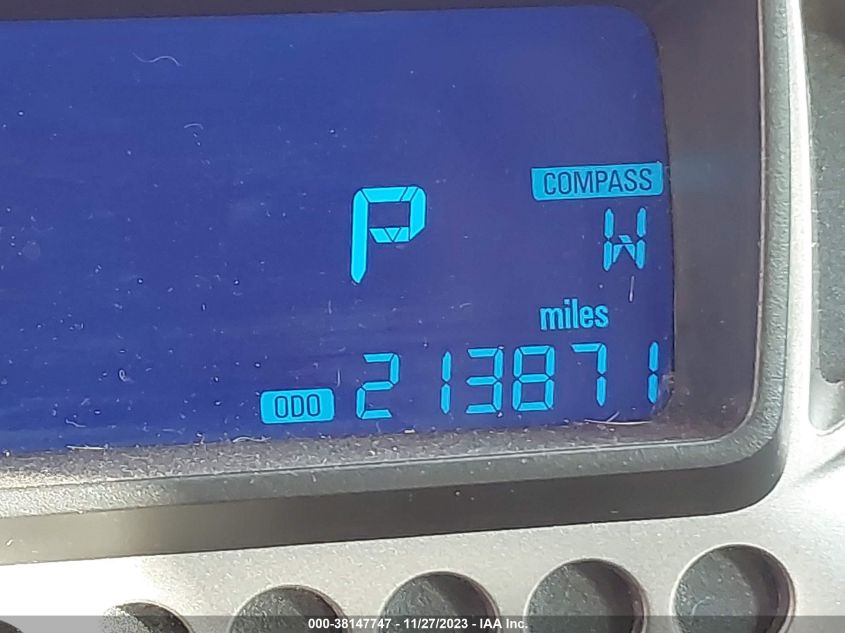 COMPASS
P W
miles
ODO 213871
000-38147747 - 11/27/2023 - IAA Inc.